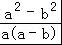 a² − b²
a(a − b)